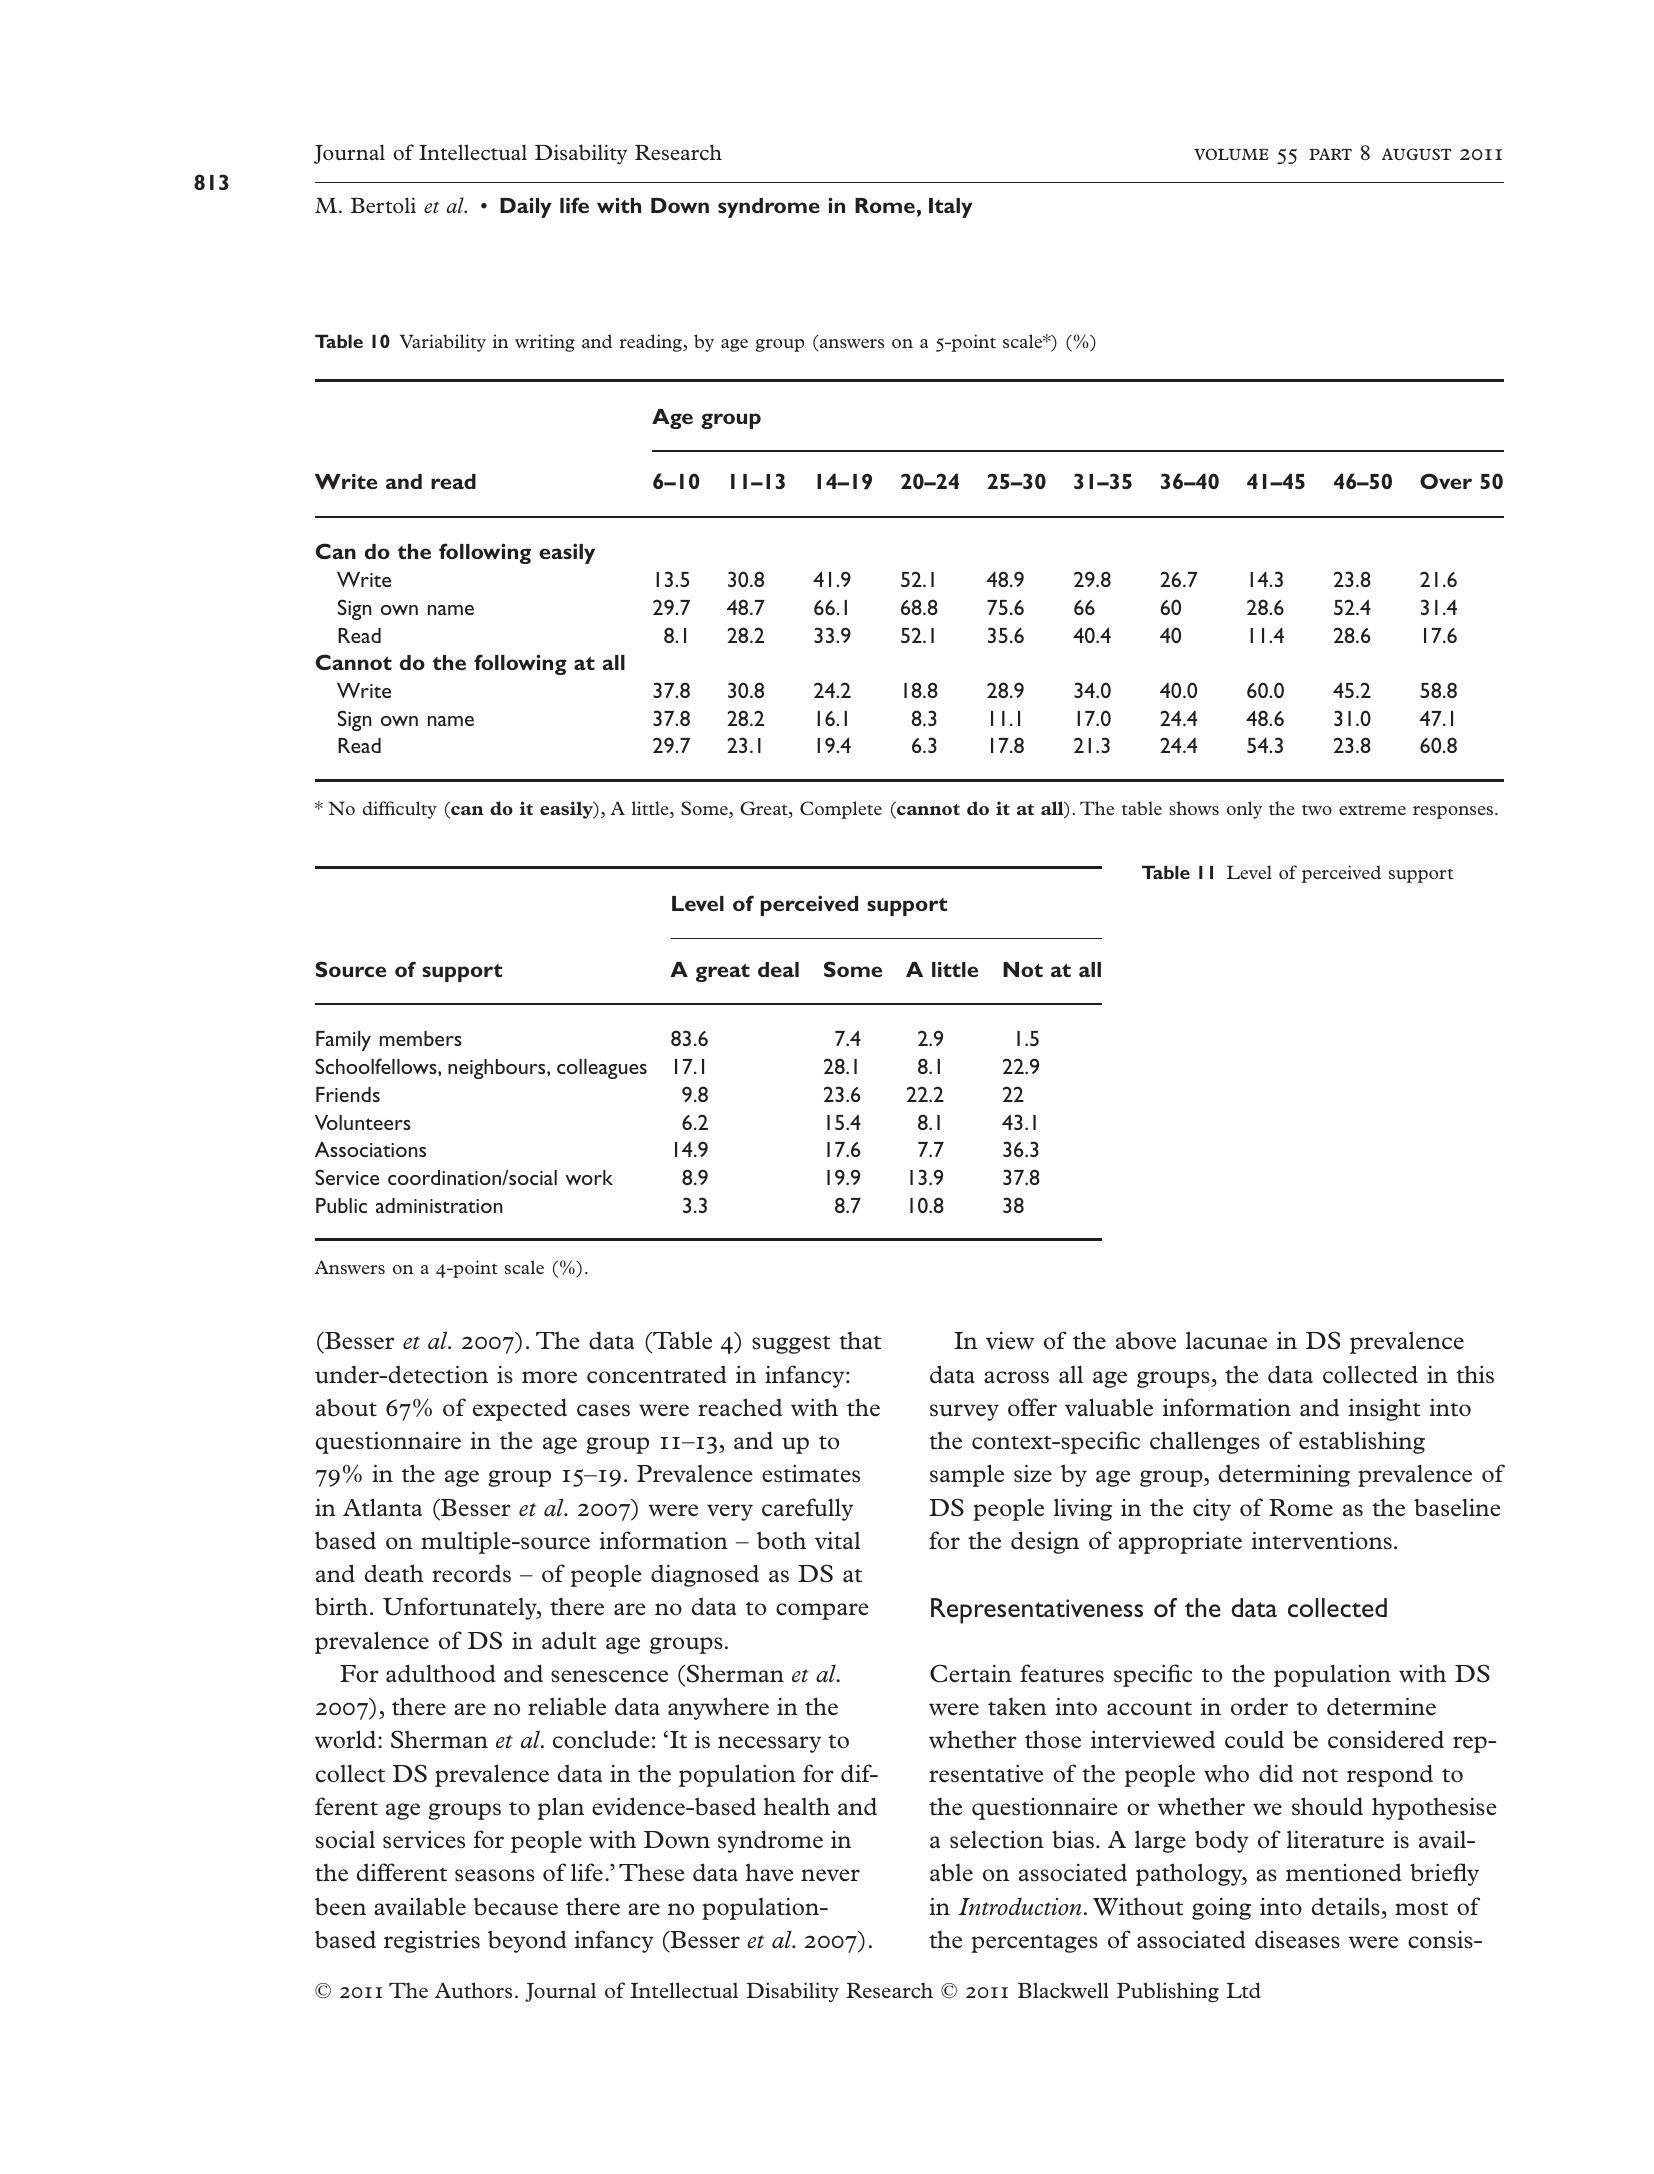 Journal of Intellectual Disability Research VOLUME 55 PART 8 AUGUST 2011
813
M. Bertoli et al. • Daily life with Down syndrome in Rome, Italy
Table 10 Variability in writing and reading, by age group (answers on a 5-point scale*) (%)
Age group
Write and read 6–10 11–13 14–19 20–24 25–30 31–35 36–40 41–45 46–50 Over 50
Can do the following easily
Write 13.5 30.8 41.9 52.1 48.9 29.8 26.7 14.3 23.8 21.6
Sign own name 29.7 48.7 66.1 68.8 75.6 66 60 28.6 52.4 31.4
Read 8.1 28.2 33.9 52.1 35.6 40.4 40 11.4 28.6 17.6
Cannot do the following at all
Write 37.8 30.8 24.2 18.8 28.9 34.0 40.0 60.0 45.2 58.8
Sign own name 37.8 28.2 16.1 8.3 11.1 17.0 24.4 48.6 31.0 47.1
Read 29.7 23.1 19.4 6.3 17.8 21.3 24.4 54.3 23.8 60.8
* No difficulty (can do it easily), A little, Some, Great, Complete (cannot do it at all). The table shows only the two extreme responses.
Table 11 Level of perceived support
Level of perceived support
Source of support A great deal Some A little Not at all
Family members 83.6 7.4 2.9 1.5
Schoolfellows, neighbours, colleagues 17.1 28.1 8.1 22.9
Friends 9.8 23.6 22.2 22
Volunteers 6.2 15.4 8.1 43.1
Associations 14.9 17.6 7.7 36.3
Service coordination/social work 8.9 19.9 13.9 37.8
Public administration 3.3 8.7 10.8 38
Answers on a 4-point scale (%).
(Besser et al. 2007). The data (Table 4) suggest that
under-detection is more concentrated in infancy:
about 67% of expected cases were reached with the
questionnaire in the age group 11–13, and up to
79% in the age group 15–19. Prevalence estimates
in Atlanta (Besser et al. 2007) were very carefully
based on multiple-source information – both vital
and death records – of people diagnosed as DS at
birth. Unfortunately, there are no data to compare
prevalence of DS in adult age groups.
For adulthood and senescence (Sherman et al.
2007), there are no reliable data anywhere in the
world: Sherman et al. conclude: ‘It is necessary to
collect DS prevalence data in the population for dif-
ferent age groups to plan evidence-based health and
social services for people with Down syndrome in
the different seasons of life.’ These data have never
been available because there are no population-
based registries beyond infancy (Besser et al. 2007).
In view of the above lacunae in DS prevalence
data across all age groups, the data collected in this
survey offer valuable information and insight into
the context-specific challenges of establishing
sample size by age group, determining prevalence of
DS people living in the city of Rome as the baseline
for the design of appropriate interventions.
Representativeness of the data collected
Certain features specific to the population with DS
were taken into account in order to determine
whether those interviewed could be considered rep-
resentative of the people who did not respond to
the questionnaire or whether we should hypothesise
a selection bias. A large body of literature is avail-
able on associated pathology, as mentioned briefly
in Introduction. Without going into details, most of
the percentages of associated diseases were consis-
© 2011 The Authors. Journal of Intellectual Disability Research © 2011 Blackwell Publishing Ltd